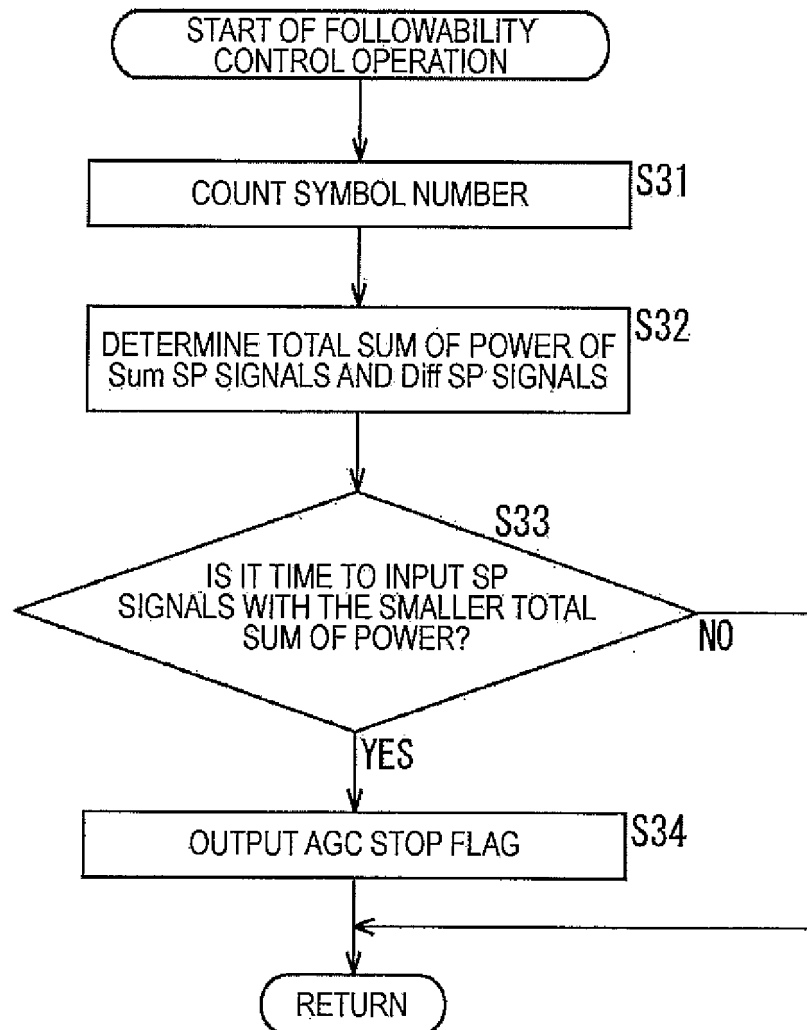 START OF FOLLOWABILITY
CONTROL OPERATION
COUNT SYMBOL NUMBER
S31
DETERMINE TOTAL SUM OF POWER OF
Sum SP SIGNALS AND Diff SP SIGNALS
S32
S33
IS IT TIME TO INPUT SP
SIGNALS WITH THE SMALLER TOTAL
SUM OF POWER?
NO
YES
OUTPUT AGC STOP FLAG
S34
RETURN